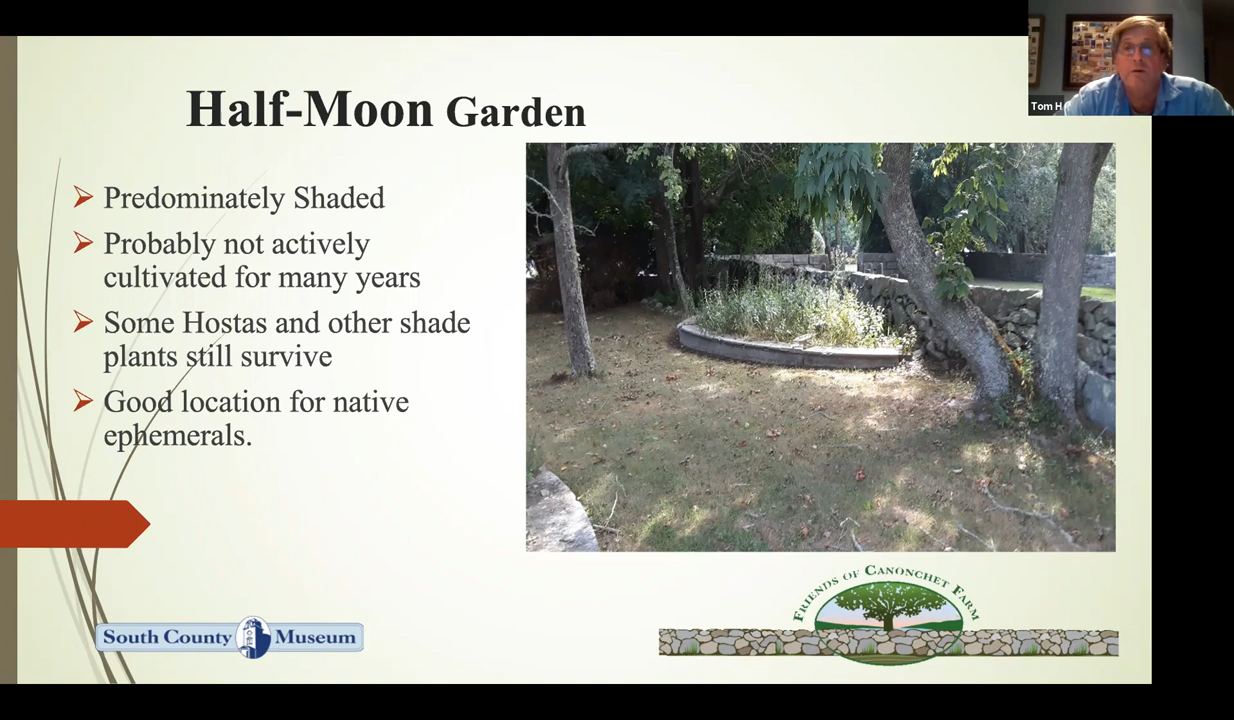 Half-Moon Garden
Predominately Shaded
Probably not actively
cultivated for many years
Some Hostas and other shade
plants still survive
Good location for native
ephemerals.
Tom H
South County Museum
Friends of Canonchet Farm